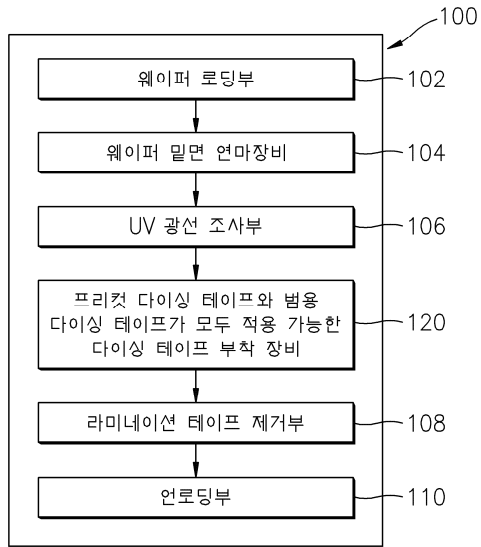 100
웨이퍼 로딩부 102
웨이퍼 밑면 연마장비 104
UV 광선 조사부 106
프리컷 다이싱 테이프와 범용
다이싱 테이프가 모두 적용 가능한 120
다이싱 테이프 부착 장비
라미네이션 테이프 제거부 108
언로딩부 110